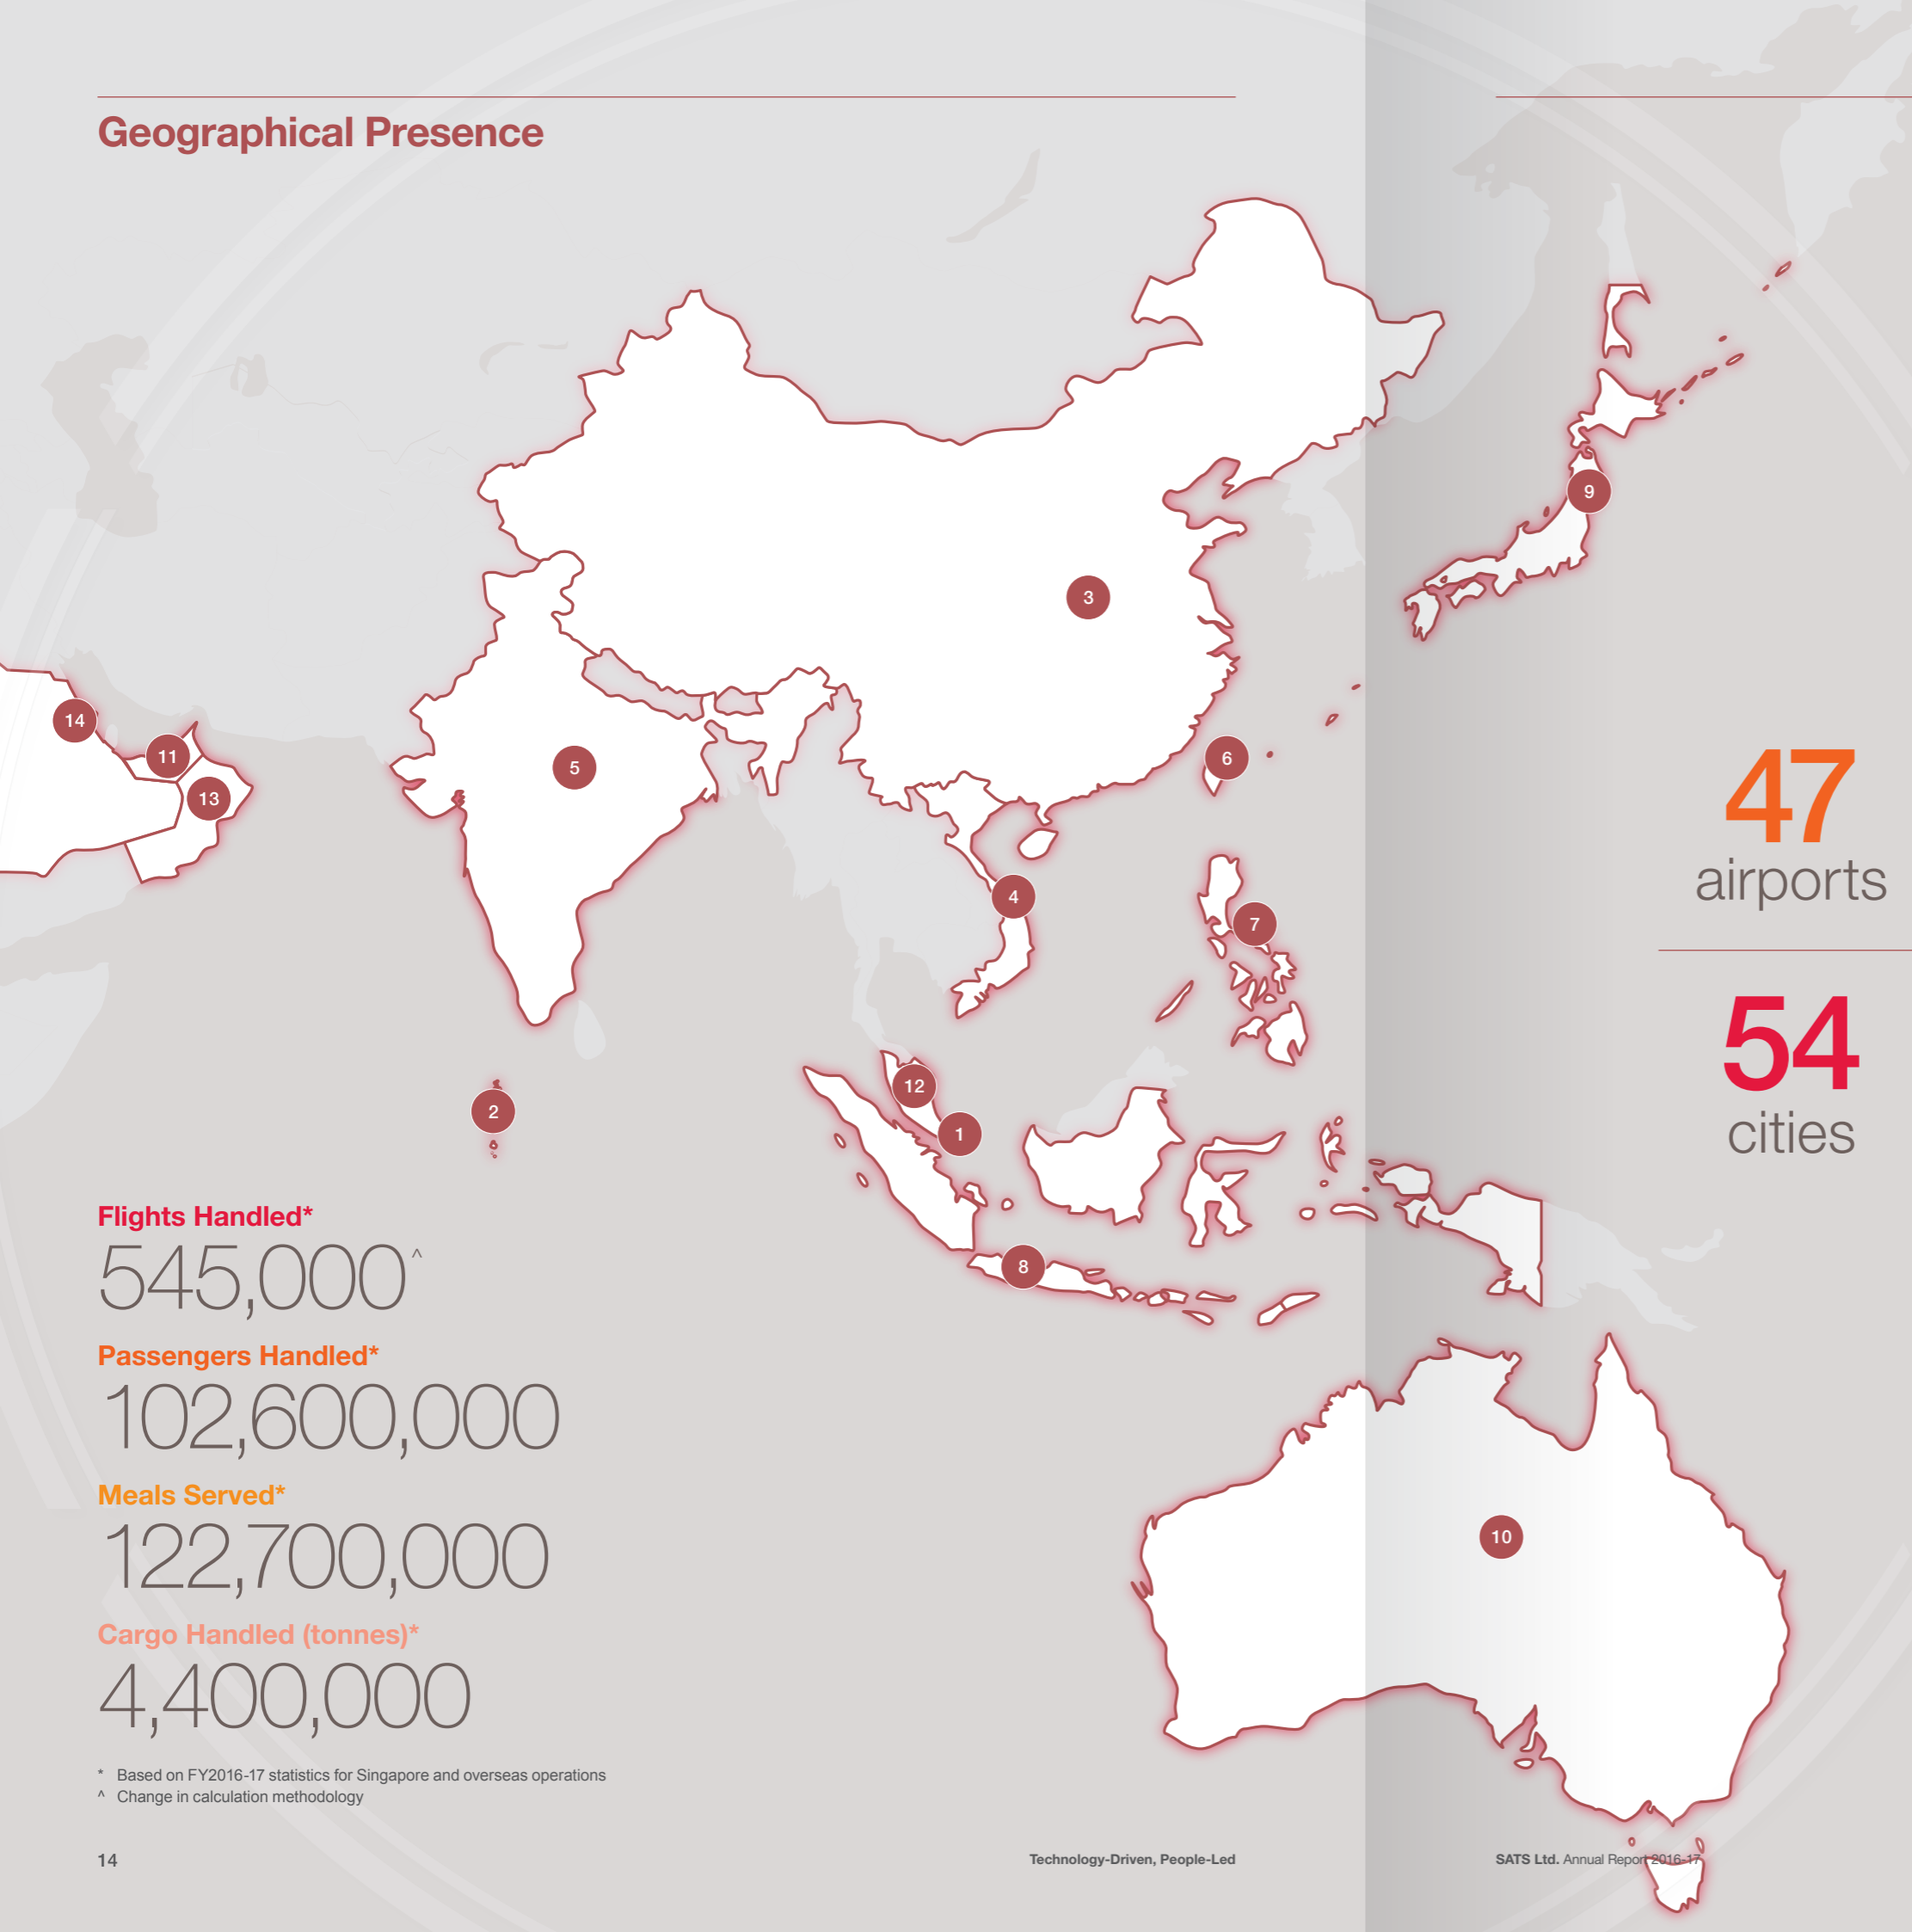 Geographical Presence
9
3
14
11
13
5
6
47
airports
4
7
54
cities
12
2
1
Flights Handled*
545,000^
8
Passengers Handled*
102,600,000
Meals Served*
122,700,000
10
Cargo Handled (tonnes)*
4,400,000
* Based on FY2016-17 statistics for Singapore and overseas operations
^ Change in calculation methodology
14
Technology-Driven, People-Led
SATS Ltd. Annual Report 2016-17